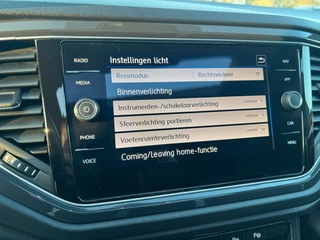 Instellingen licht
RADIO
NAV
Reismodus Rechtsverkeer
MEDIA
APP
Binnenverlichting
Instrumenten-/schakelaarverlichting
Sfeerverlichting portieren
PHONE
CAR
Voetenruimteverlichting
VOICE
MENU
Coming/Leaving home-functie